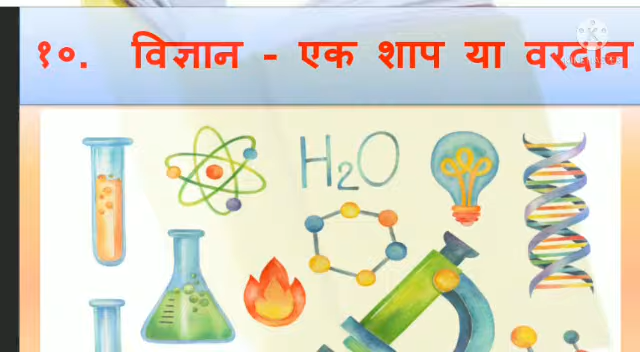 १०. विज्ञान - एक शाप या वरदान
H₂O